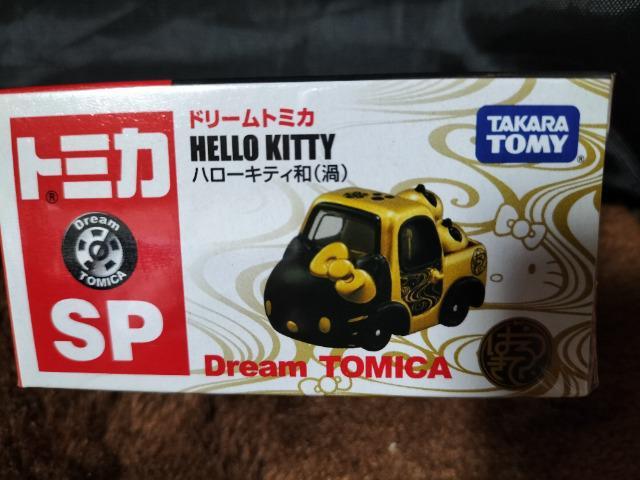 トミカ
®
Dream
TOMICA
SP
ドリームトミカ
HELLO KITTY
ハローキティ和(渦)
TAKARA
TOMY
Dream TOMICA